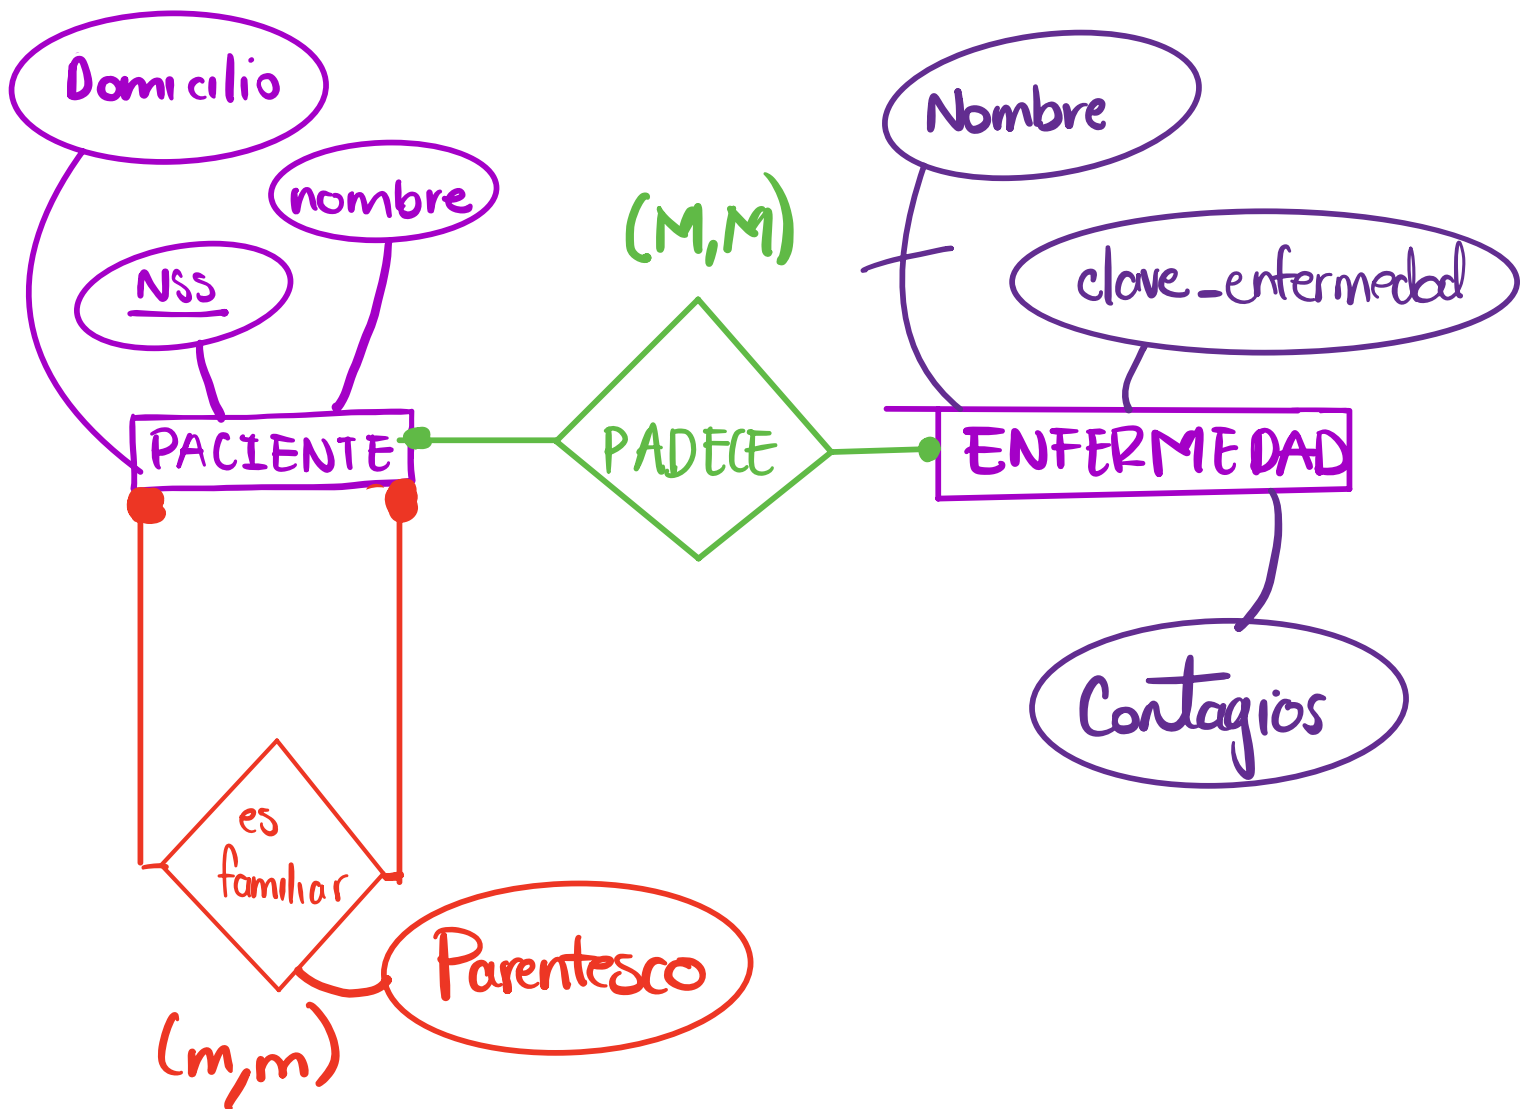 Domicilio
nombre
NSS
PACIENTE
(M,M)
PADECE
Nombre
clave_enfermedad
ENFERMEDAD
Contagios
es
familiar
Parentesco
(m,m)